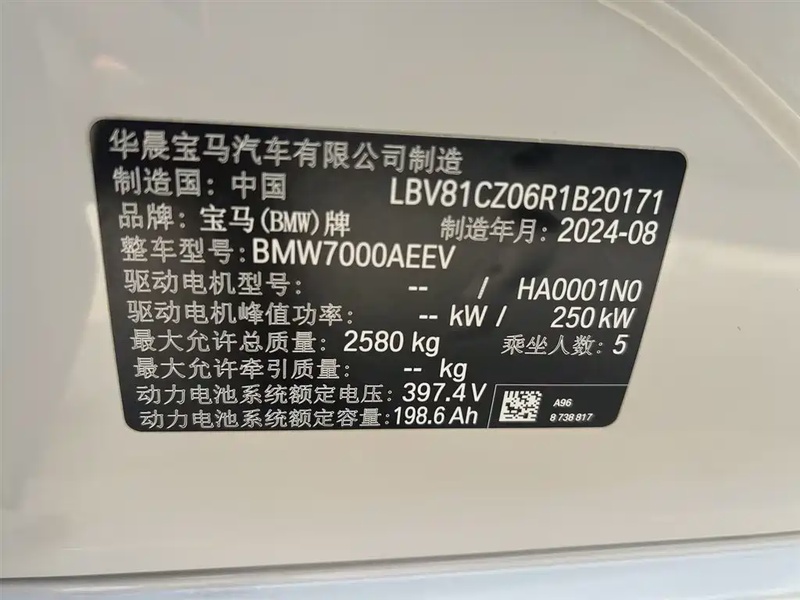 华晨宝马汽车有限公司制造
制造国：中国 LBV81CZ06R1B20171
品牌：宝马(BMW)牌 制造年月：2024-08
整车型号：BMW7000AEEV
驱动电机型号： -- / HA0001N0
驱动电机峰值功率： -- kW / 250 kW
最大允许总质量：2580 kg 乘坐人数：5
最大允许牵引质量： -- kg
动力电池系统额定电压：397.4 V
动力电池系统额定容量：198.6 Ah
A96
8 738 817